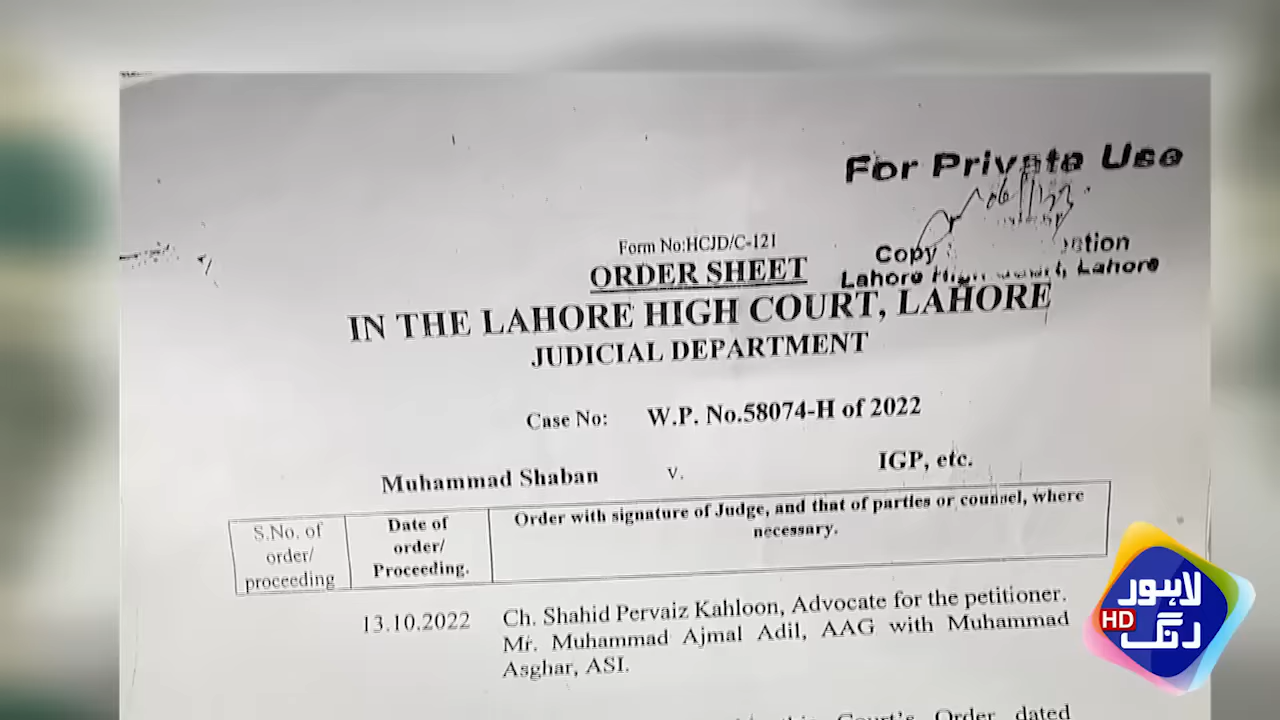 For Private Use
Form No:HCJD/C-121
ORDER SHEET
Copy
Lahore Lahore
IN THE LAHORE HIGH COURT, LAHORE
JUDICIAL DEPARTMENT
Case No: W.P. No.58074-H of 2022
Muhammad Shaban v. IGP, etc.
S.No. of order/ proceeding
Date of order/ Proceeding.
Order with signature of Judge, and that of parties or counsel, where necessary.
13.10.2022 Ch. Shahid Pervaiz Kahloon, Advocate for the petitioner.
Mr. Muhammad Ajmal Adil, AAG with Muhammad
Asghar, ASI.
this Court's Order dated
لاہور
HD رنگ